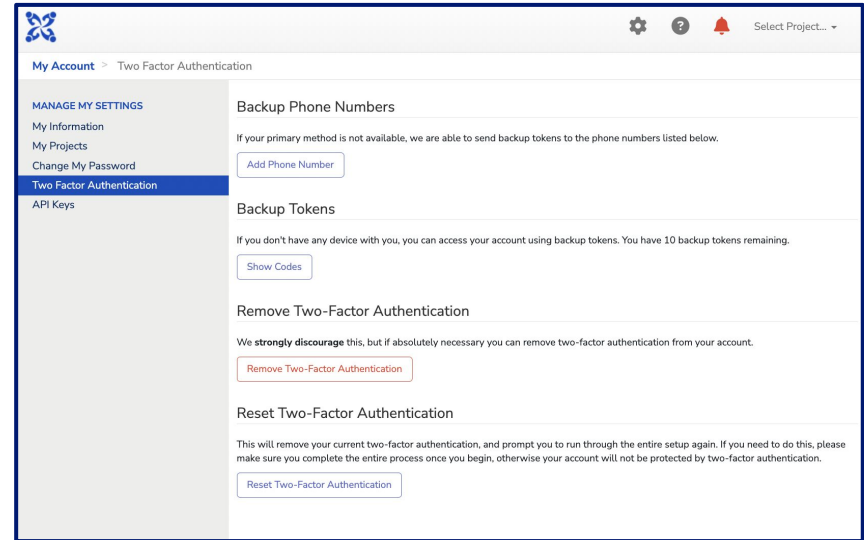 Select Project...
My Account > Two Factor Authentication
MANAGE MY SETTINGS
My Information
My Projects
Change My Password
Two Factor Authentication
API Keys
Backup Phone Numbers
If your primary method is not available, we are able to send backup tokens to the phone numbers listed below.
Add Phone Number
Backup Tokens
If you don't have any device with you, you can access your account using backup tokens. You have 10 backup tokens remaining.
Show Codes
Remove Two-Factor Authentication
We strongly discourage this, but if absolutely necessary you can remove two-factor authentication from your account.
Remove Two-Factor Authentication
Reset Two-Factor Authentication
This will remove your current two-factor authentication, and prompt you to run through the entire setup again. If you need to do this, please
make sure you complete the entire process once you begin, otherwise your account will not be protected by two-factor authentication.
Reset Two-Factor Authentication